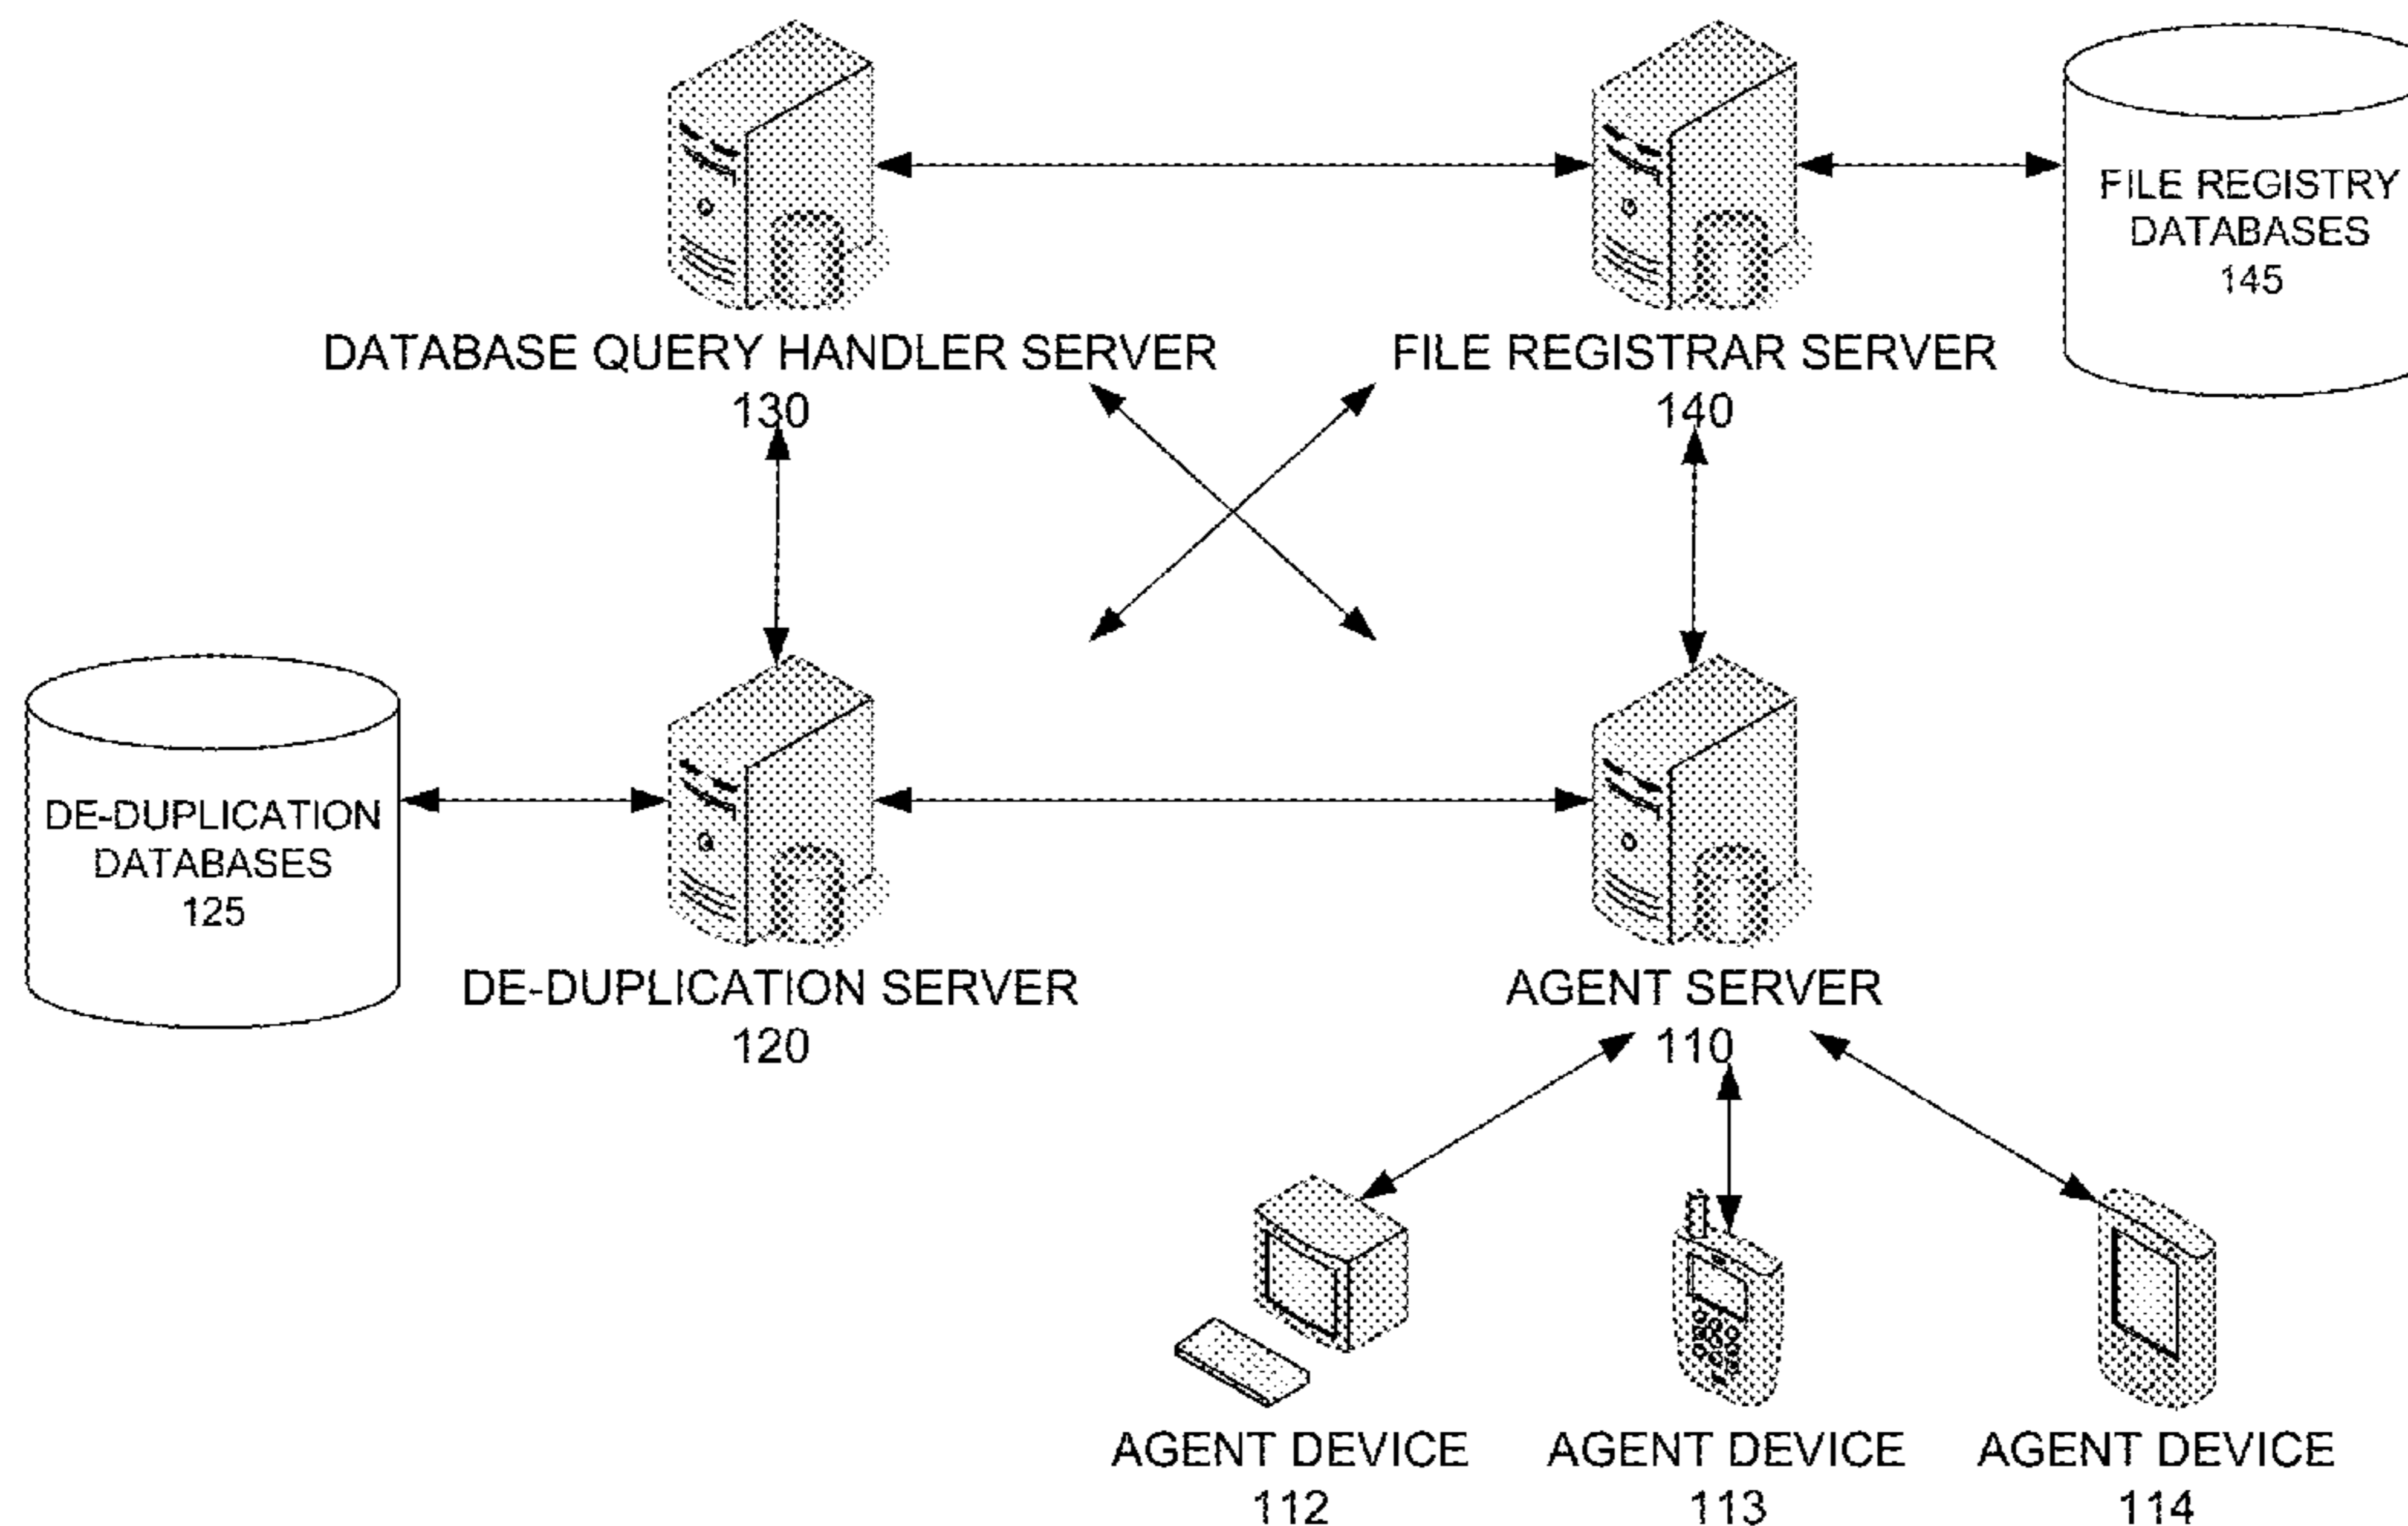 FILE REGISTRY
DATABASES
145
DATABASE QUERY HANDLER SERVER
130
FILE REGISTRAR SERVER
140
DE-DUPLICATION
DATABASES
125
DE-DUPLICATION SERVER
120
AGENT SERVER
110
AGENT DEVICE
112
AGENT DEVICE
113
AGENT DEVICE
114